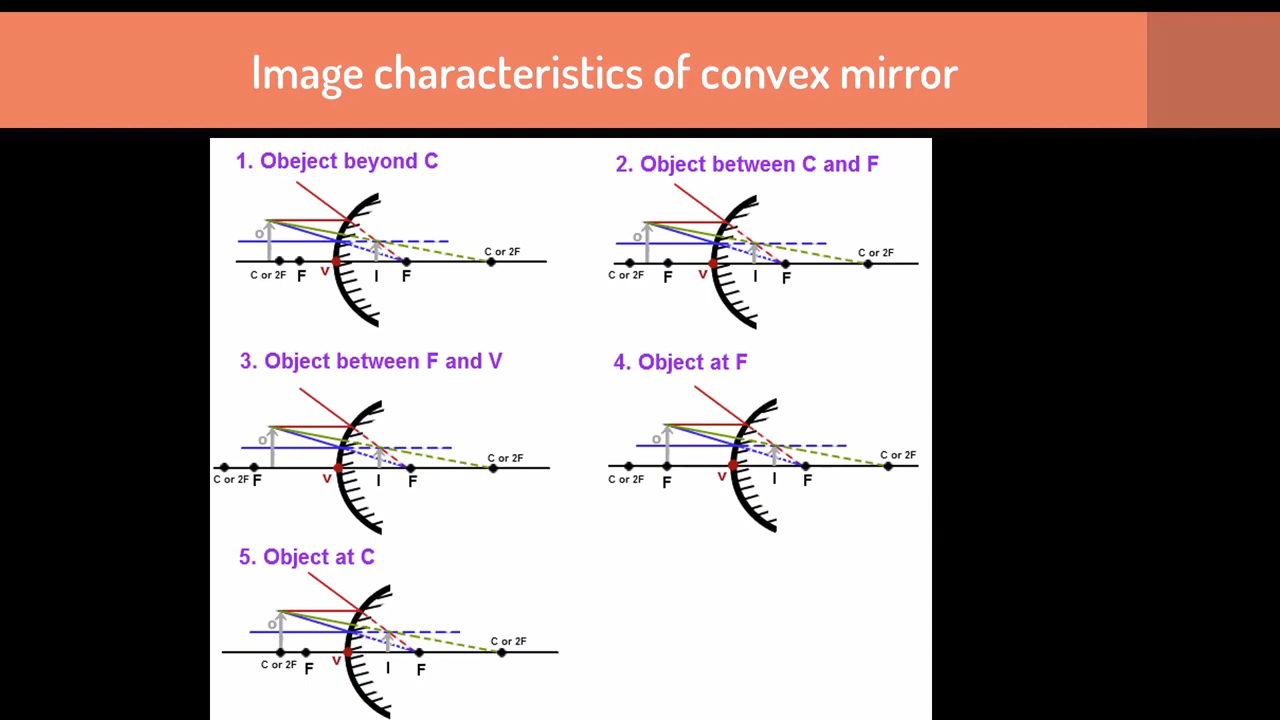 Image characteristics of convex mirror
1. Obeject beyond C
O
C or 2F
F
V
I
F
C or 2F
2. Object between C and F
O
C or 2F
F
V
I
F
C or 2F
3. Object between F and V
O
C or 2F
F
V
I
F
C or 2F
4. Object at F
O
C or 2F
F
V
I
F
C or 2F
5. Object at C
O
C or 2F
F
V
I
F
C or 2F